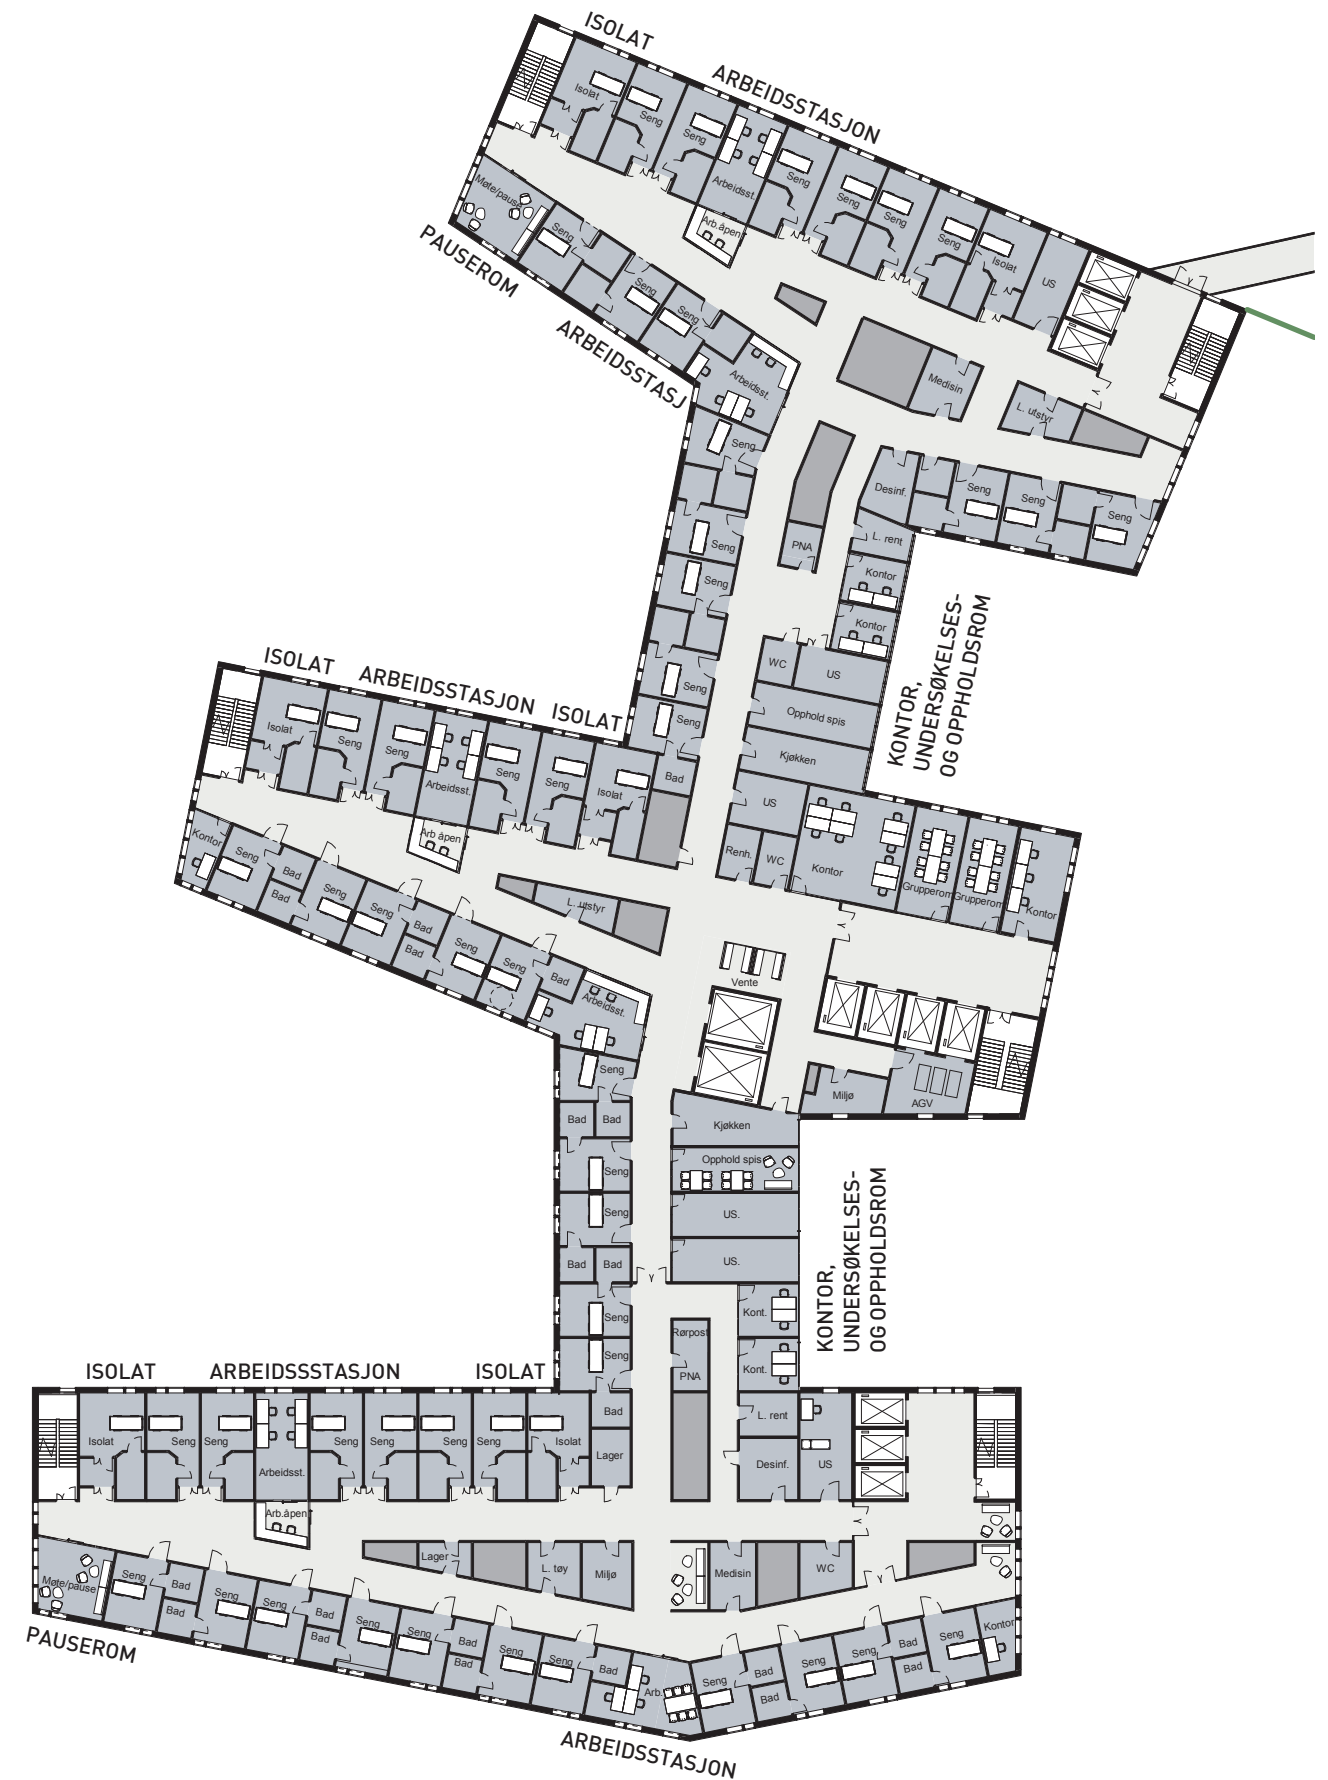 ISOLAT
ARBEIDSSTASJON
Isolat
Seng
Seng
Arbeidsst.
Seng
Seng
Seng
Seng
Isolat
US
Møte/pause
Arb.åpen
Seng
Seng
Seng
Arbeidsst.
PAUSEROM
ARBEIDSSTASJ
Medisin
L. utstyr
Seng
Desinf.
Seng
Seng
Seng
L. rent
PNA
Seng
Seng
Kontor
Kontor
WC
US
Seng
Seng
Opphold spis
Kjøkken
KONTOR,
UNDERSØKELSES-
OG OPPHOLDSROM
ISOLAT
ARBEIDSSTASJON
ISOLAT
Isolat
Seng
Seng
Arbeidsst.
Seng
Seng
Isolat
Bad
US
Renh.
WC
Kontor
Grupperom
Grupperom
Kontor
Arb åpen
Kontor
Seng
Bad
Bad
Seng
Seng
Bad
Bad
Seng
Seng
Bad
Arbeidsst.
L. utstyr
Vente
Miljø
AGV
Seng
Bad
Bad
Seng
Seng
Bad
Bad
Seng
Seng
Bad
Lager
Kjøkken
Opphold spis
US.
US.
Kont.
Kont.
Rørpost
PNA
L. rent
Desinf.
US
KONTOR,
UNDERSØKELSES-
OG OPPHOLDSROM
ISOLAT
ARBEIDSSSTASJON
ISOLAT
Isolat
Seng
Seng
Arbeidsst.
Seng
Seng
Seng
Seng
Isolat
Arb.åpen
Lager
L. tøy
Miljø
Medisin
WC
Møte/pause
Seng
Bad
Bad
Seng
Seng
Bad
Bad
Seng
Seng
Bad
Bad
Seng
Seng
Bad
Arb.
Seng
Bad
Bad
Seng
Seng
Bad
Bad
Seng
Kontor
PAUSEROM
ARBEIDSSTASJON